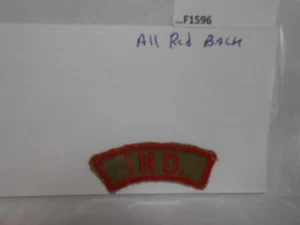 ...F1596
All Red Back
IND.